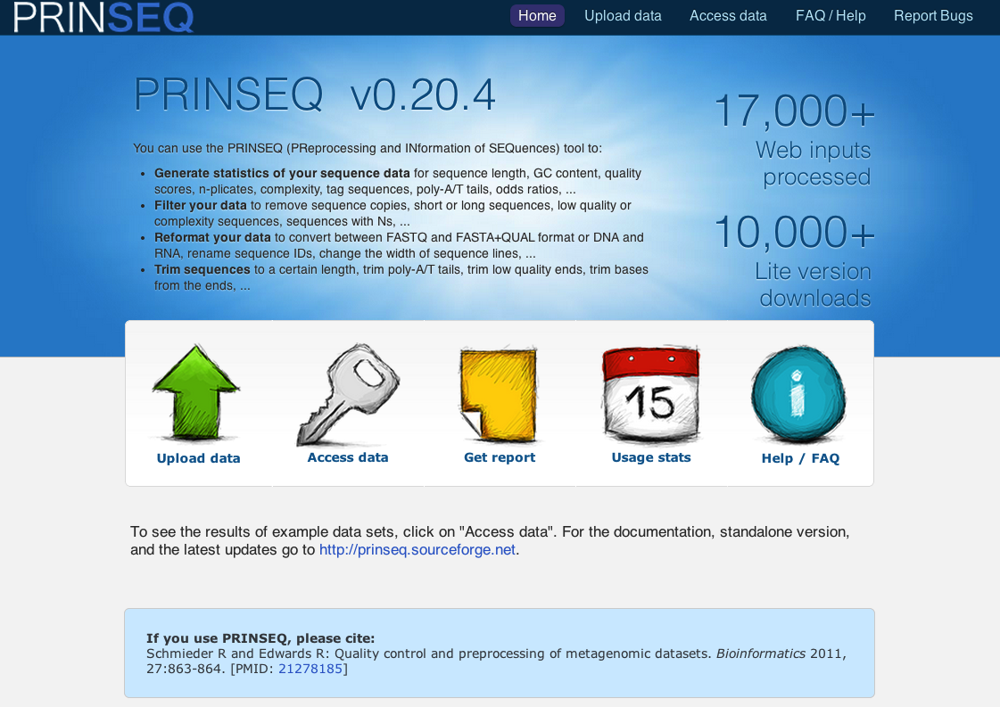 PRINSEQ
Home
Upload data
Access data
FAQ / Help
Report Bugs
PRINSEQ v0.20.4
You can use the PRINSEQ (PReprocessing and INformation of SEQuences) tool to:
• Generate statistics of your sequence data for sequence length, GC content, quality
scores, n-plicates, complexity, tag sequences, poly-A/T tails, odds ratios, ...
• Filter your data to remove sequence copies, short or long sequences, low quality or
complexity sequences, sequences with Ns, ...
• Reformat your data to convert between FASTQ and FASTA+QUAL format or DNA and
RNA, rename sequence IDs, change the width of sequence lines, ...
• Trim sequences to a certain length, trim poly-A/T tails, trim low quality ends, trim bases
from the ends, ...
17,000+
Web inputs
processed
10,000+
Lite version
downloads
15
i
Upload data
Access data
Get report
Usage stats
Help / FAQ
To see the results of example data sets, click on "Access data". For the documentation, standalone version,
and the latest updates go to http://prinseq.sourceforge.net.
If you use PRINSEQ, please cite:
Schmieder R and Edwards R: Quality control and preprocessing of metagenomic datasets. Bioinformatics 2011,
27:863-864. [PMID: 21278185]